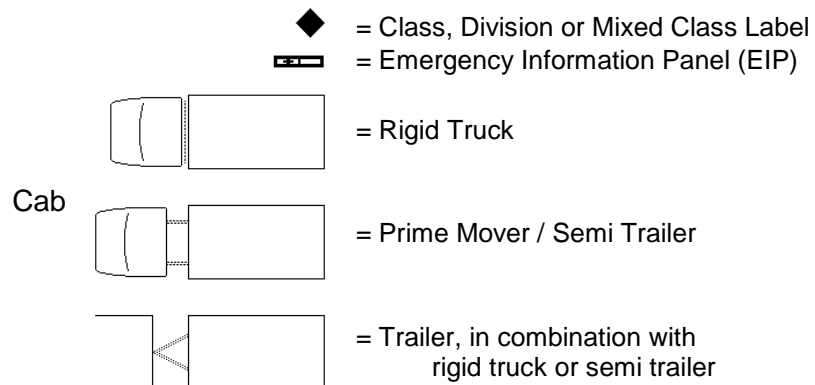 = Class, Division or Mixed Class Label
= Emergency Information Panel (EIP)
= Rigid Truck
Cab
= Prime Mover / Semi Trailer
= Trailer, in combination with
rigid truck or semi trailer